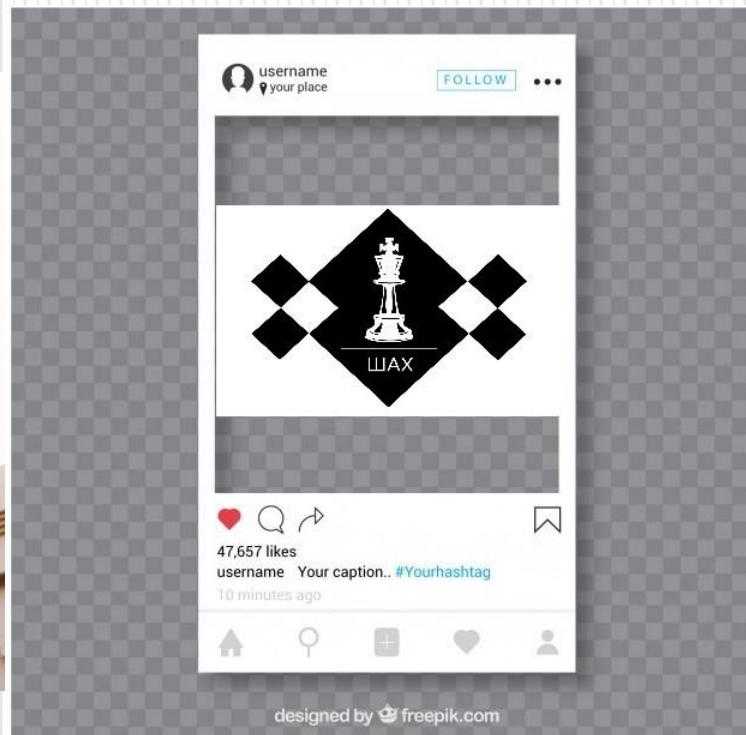 username
your place
FOLLOW
ШАХ
47,657 likes
username Your caption.. #Yourhashtag
10 minutes ago
designed by freepik.com